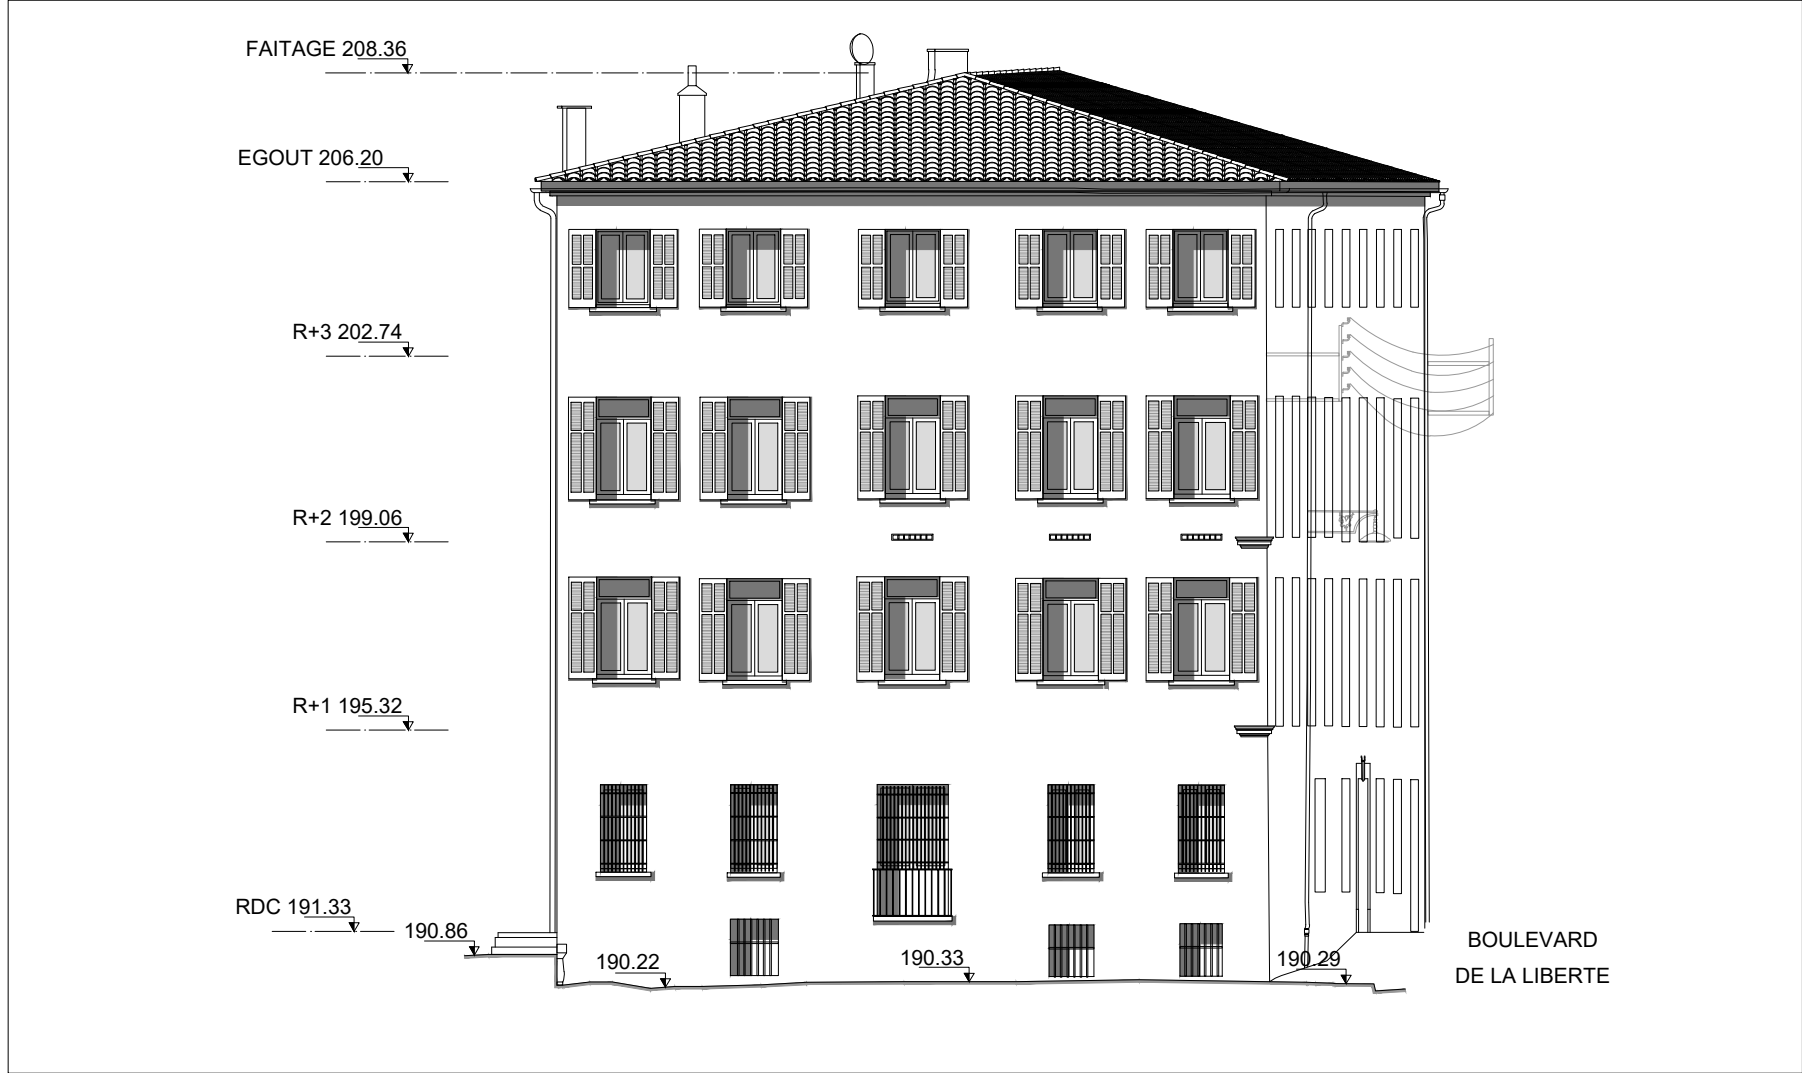 FAITAGE 208.36
EGOUT 206.20
R+3 202.74
R+2 199.06
R+1 195.32
RDC 191.33
190.86
190.22
190.33
190.29
BOULEVARD
DE LA LIBERTE